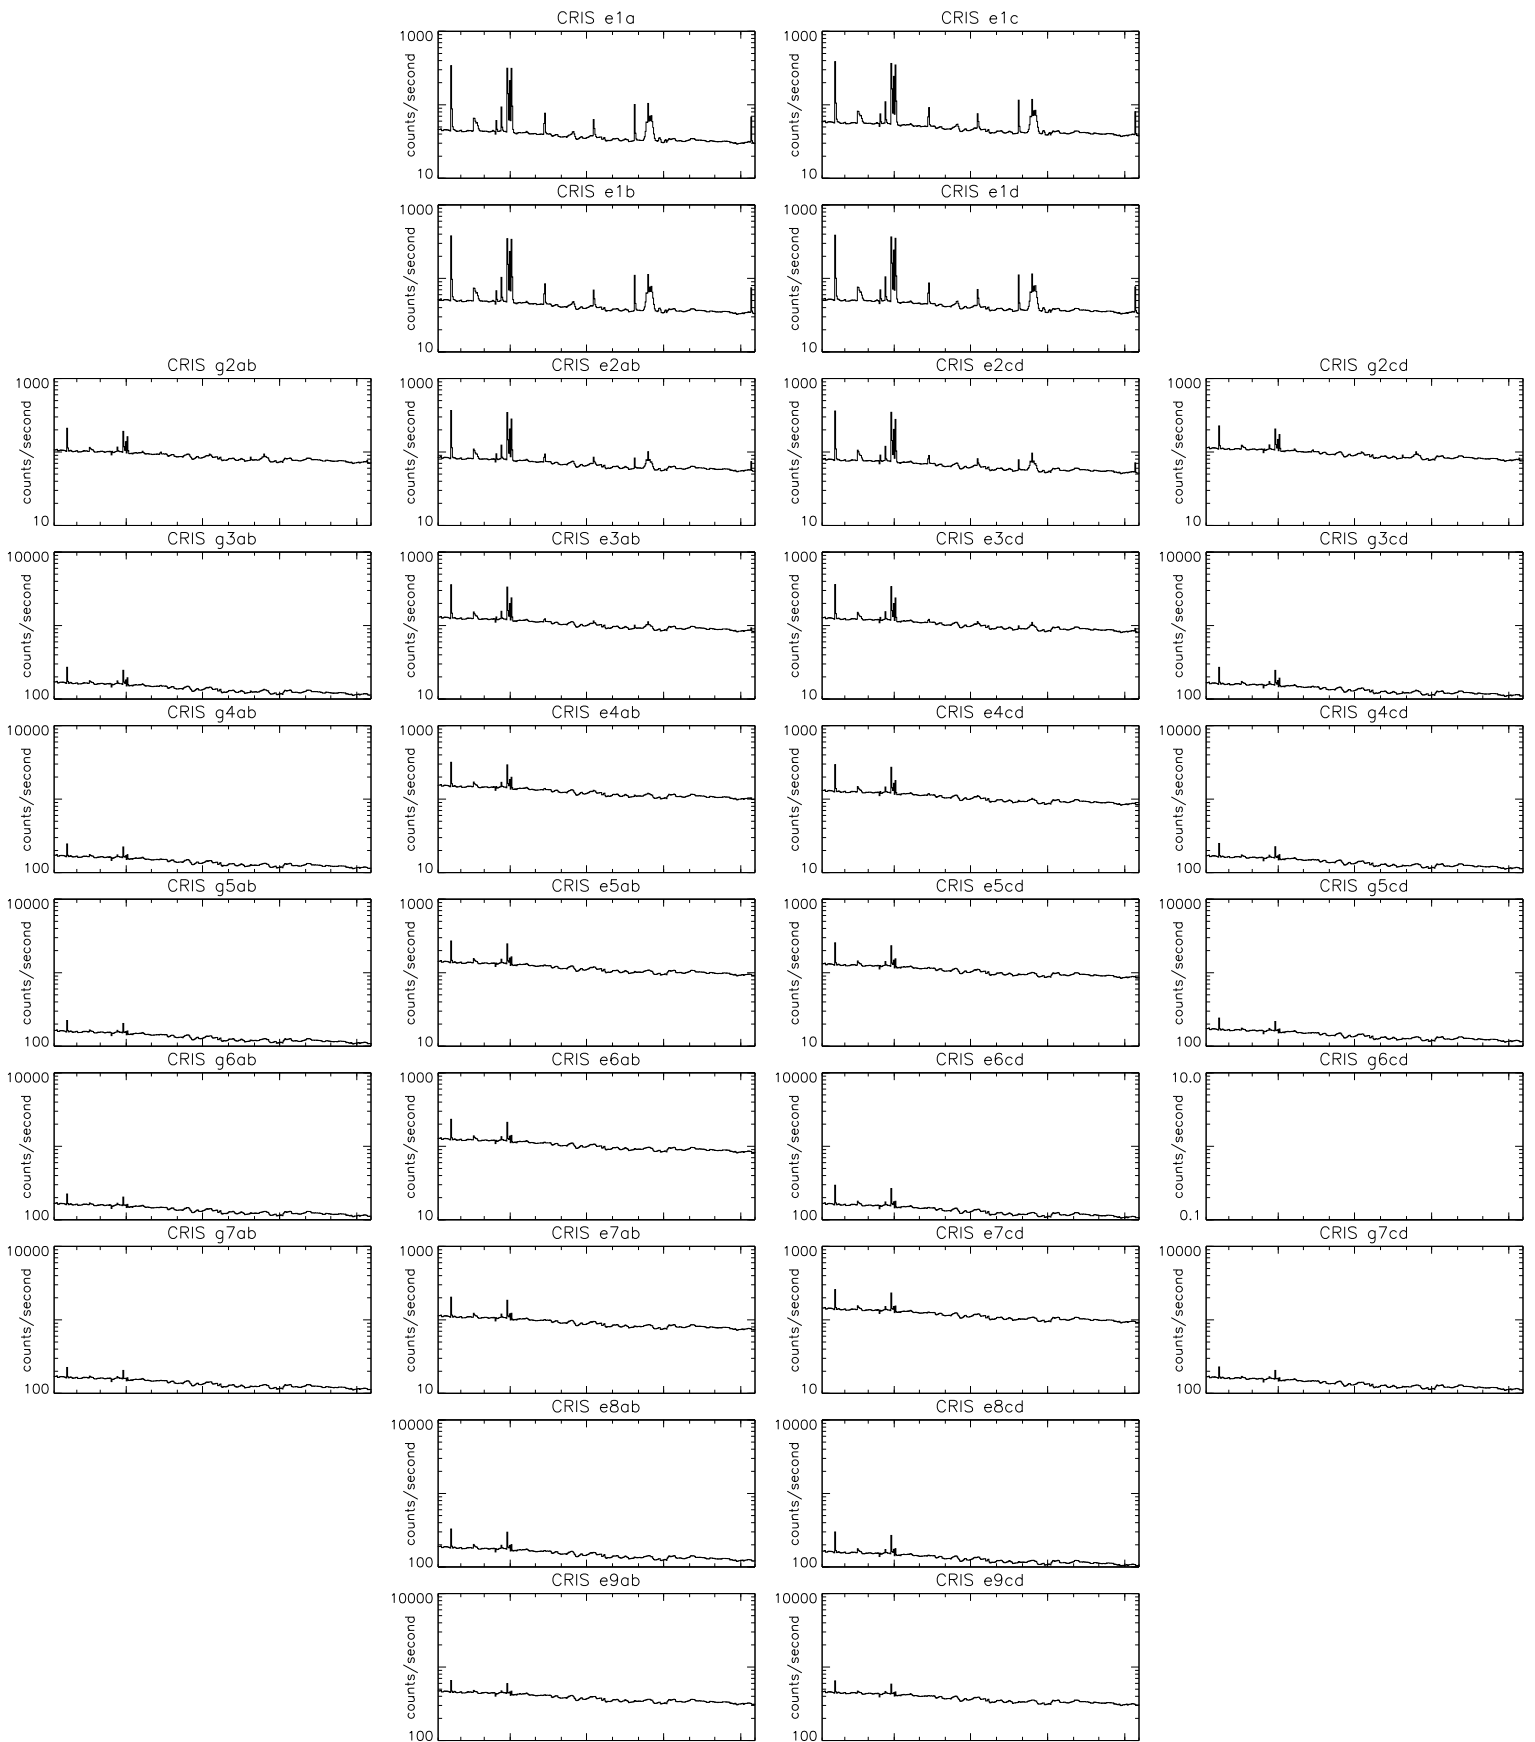 CRIS e1a
CRIS e1c
1000
counts/second
10
1000
counts/second
10
CRIS e1b
CRIS e1d
1000
counts/second
10
1000
counts/second
10
CRIS g2ab
CRIS e2ab
CRIS e2cd
CRIS g2cd
1000
counts/second
10
1000
counts/second
10
1000
counts/second
10
1000
counts/second
10
CRIS g3ab
CRIS e3ab
CRIS e3cd
CRIS g3cd
10000
counts/second
100
1000
counts/second
10
1000
counts/second
10
10000
counts/second
100
CRIS g4ab
CRIS e4ab
CRIS e4cd
CRIS g4cd
10000
counts/second
100
1000
counts/second
10
1000
counts/second
10
10000
counts/second
100
CRIS g5ab
CRIS e5ab
CRIS e5cd
CRIS g5cd
10000
counts/second
100
1000
counts/second
10
1000
counts/second
10
10000
counts/second
100
CRIS g6ab
CRIS e6ab
CRIS e6cd
CRIS g6cd
10000
counts/second
100
1000
counts/second
10
10000
counts/second
100
10.0
counts/second
0.1
CRIS g7ab
CRIS e7ab
CRIS e7cd
CRIS g7cd
10000
counts/second
100
1000
counts/second
10
1000
counts/second
10
10000
counts/second
100
CRIS e8ab
CRIS e8cd
10000
counts/second
100
10000
counts/second
100
CRIS e9ab
CRIS e9cd
10000
counts/second
100
10000
counts/second
100